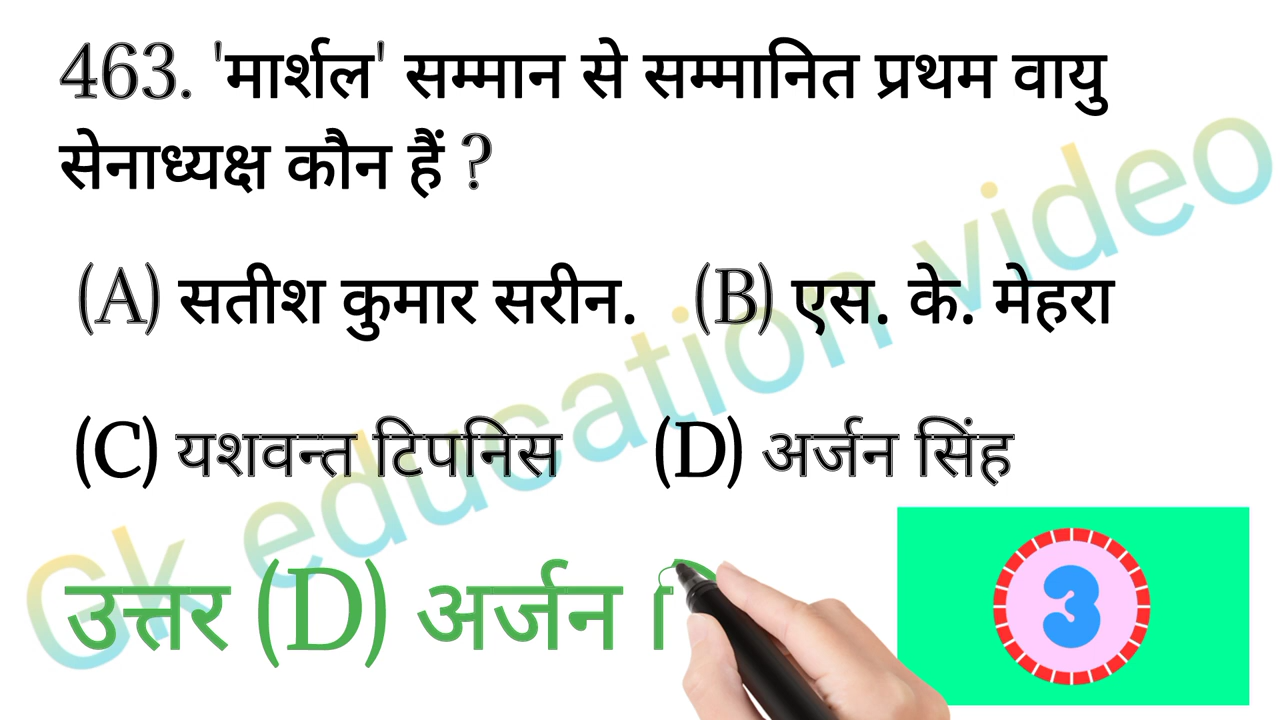 463. 'मार्शल' सम्मान से सम्मानित प्रथम वायु
सेनाध्यक्ष कौन हैं ?
(A) सतीश कुमार सरीन. (B) एस. के. मेहरा
(C) यशवन्त टिपनिस (D) अर्जन सिंह
उत्तर (D) अर्जन
3
Gk education video